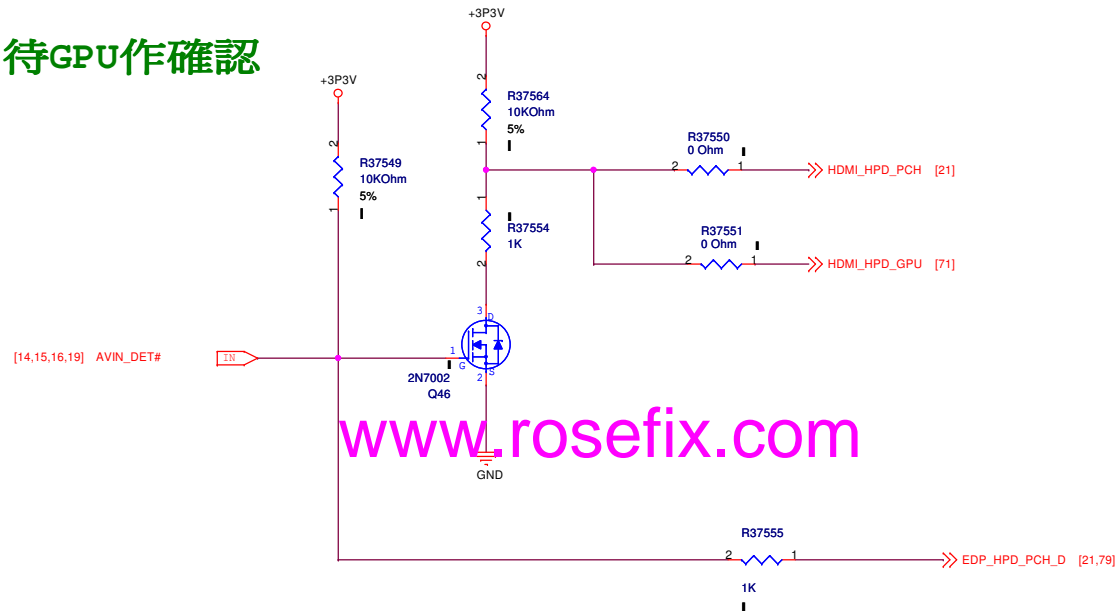 待GPU作確認
+3P3V
+3P3V
2
R37564
10KOhm
5%
1
2
R37549
10KOhm
5%
1
R37550
0 Ohm
2
1
HDMI_HPD_PCH [21]
1
R37554
1K
2
R37551
0 Ohm
2
1
HDMI_HPD_GPU [71]
3
D
[14,15,16,19] AVIN_DET#
IN
1
G
2
S
2N7002
Q46
www.rosefix.com
GND
R37555
2
1
EDP_HPD_PCH_D [21,79]
1K